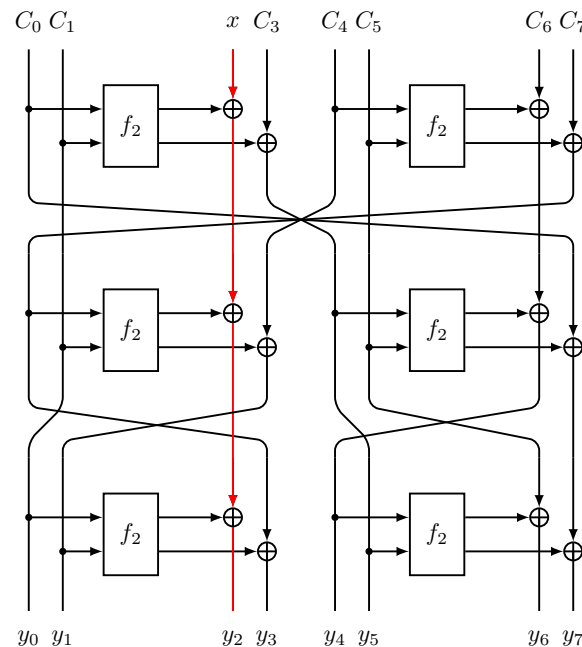 C₀ C₁ x C₃ C₄ C₅ C₆ C₇
f₂ f₂
f₂ f₂
f₂ f₂
y₀ y₁ y₂ y₃ y₄ y₅ y₆ y₇